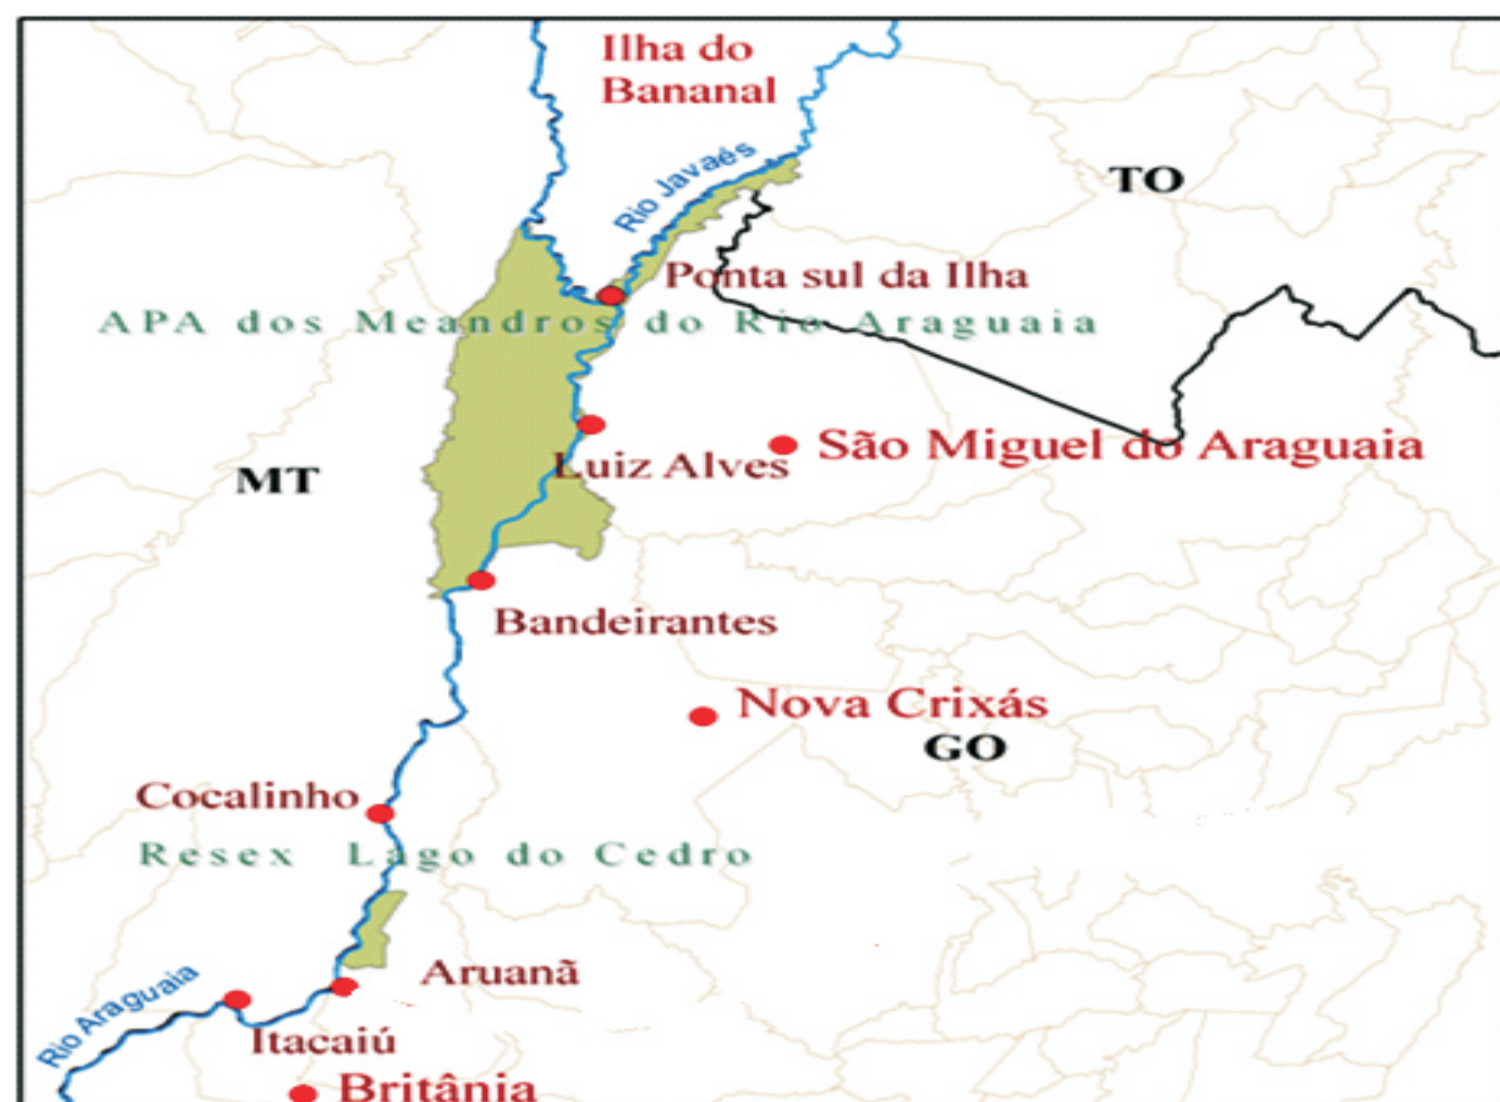 Ilha do
Bananal
Rio Javaés
TO
Ponta sul da Ilha
APA dos Meandros do Rio Araguaia
São Miguel do Araguaia
Luiz Alves
MT
Bandeirantes
Nova Crixás
GO
Cocalinho
Resex Lago do Cedro
Aruanã
Rio Araguaia
Itacaiú
Britânia